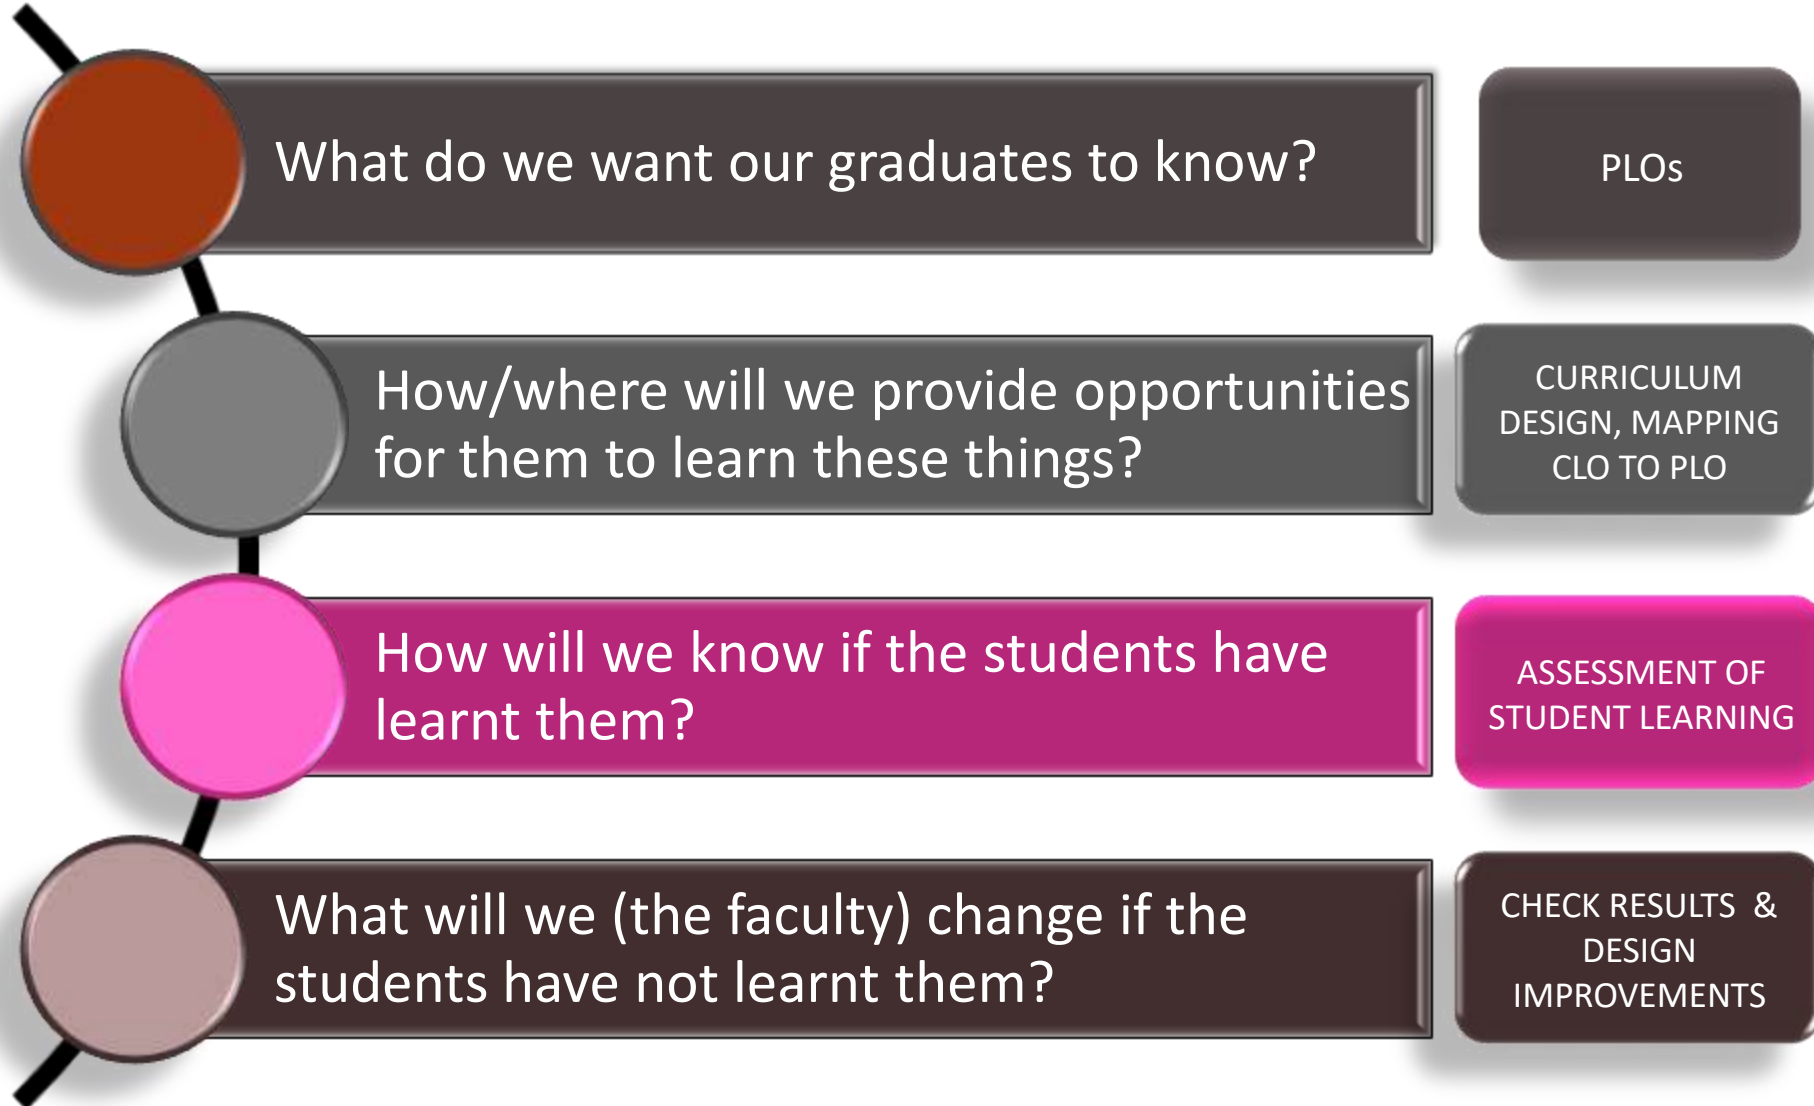 What do we want our graduates to know?
PLOs
How/where will we provide opportunities
for them to learn these things?
CURRICULUM
DESIGN, MAPPING
CLO TO PLO
How will we know if the students have
learnt them?
ASSESSMENT OF
STUDENT LEARNING
What will we (the faculty) change if the
students have not learnt them?
CHECK RESULTS &
DESIGN
IMPROVEMENTS